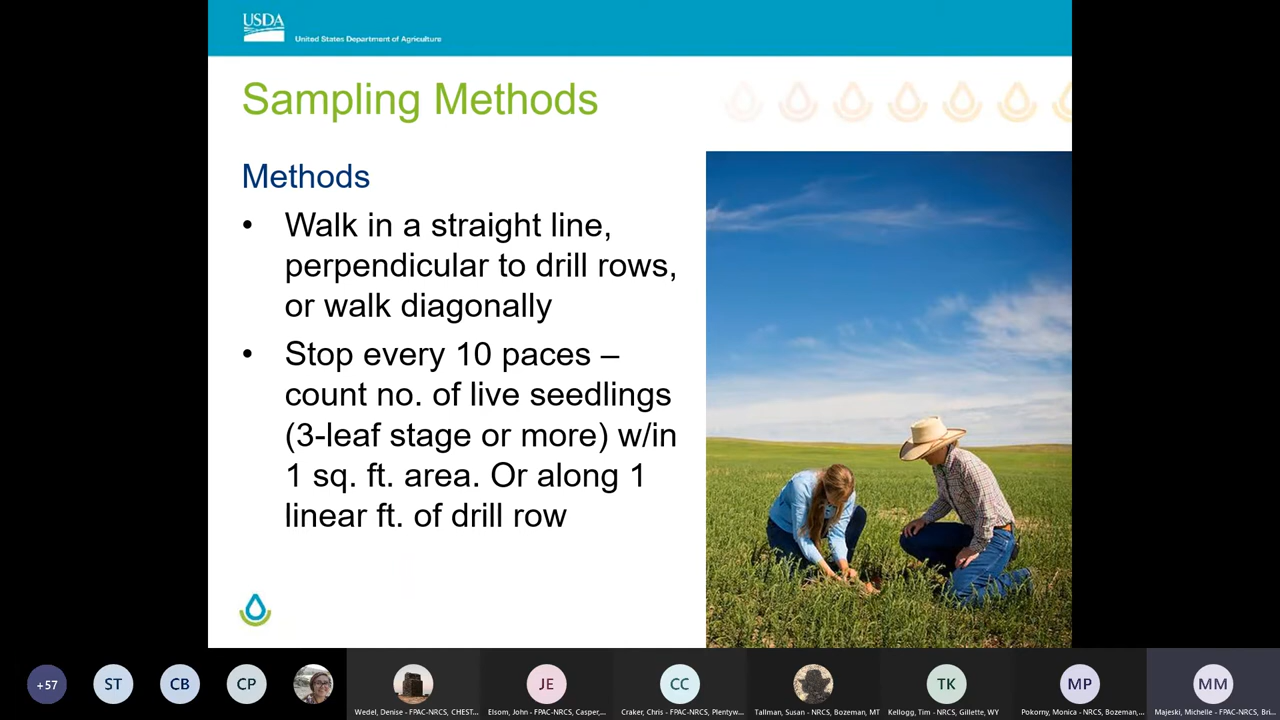 USDA
United States Department of Agriculture
Sampling Methods
Methods
• Walk in a straight line,
perpendicular to drill rows,
or walk diagonally
• Stop every 10 paces –
count no. of live seedlings
(3-leaf stage or more) w/in
1 sq. ft. area. Or along 1
linear ft. of drill row
+57
ST
CB
CP
JE
CC
TK
MP
MM
Wedel, Denise - FPAC-NRCS, CHEST...
Elsom, John - FPAC-NRCS, Casper,...
Craker, Chris - FPAC-NRCS, Plentyw...
Tallman, Susan - NRCS, Bozeman, MT
Kellogg, Tim - NRCS, Gillette, WY
Pokorny, Monica - NRCS, Bozeman,...
Majeski, Michelle - FPAC-NRCS, Bri...